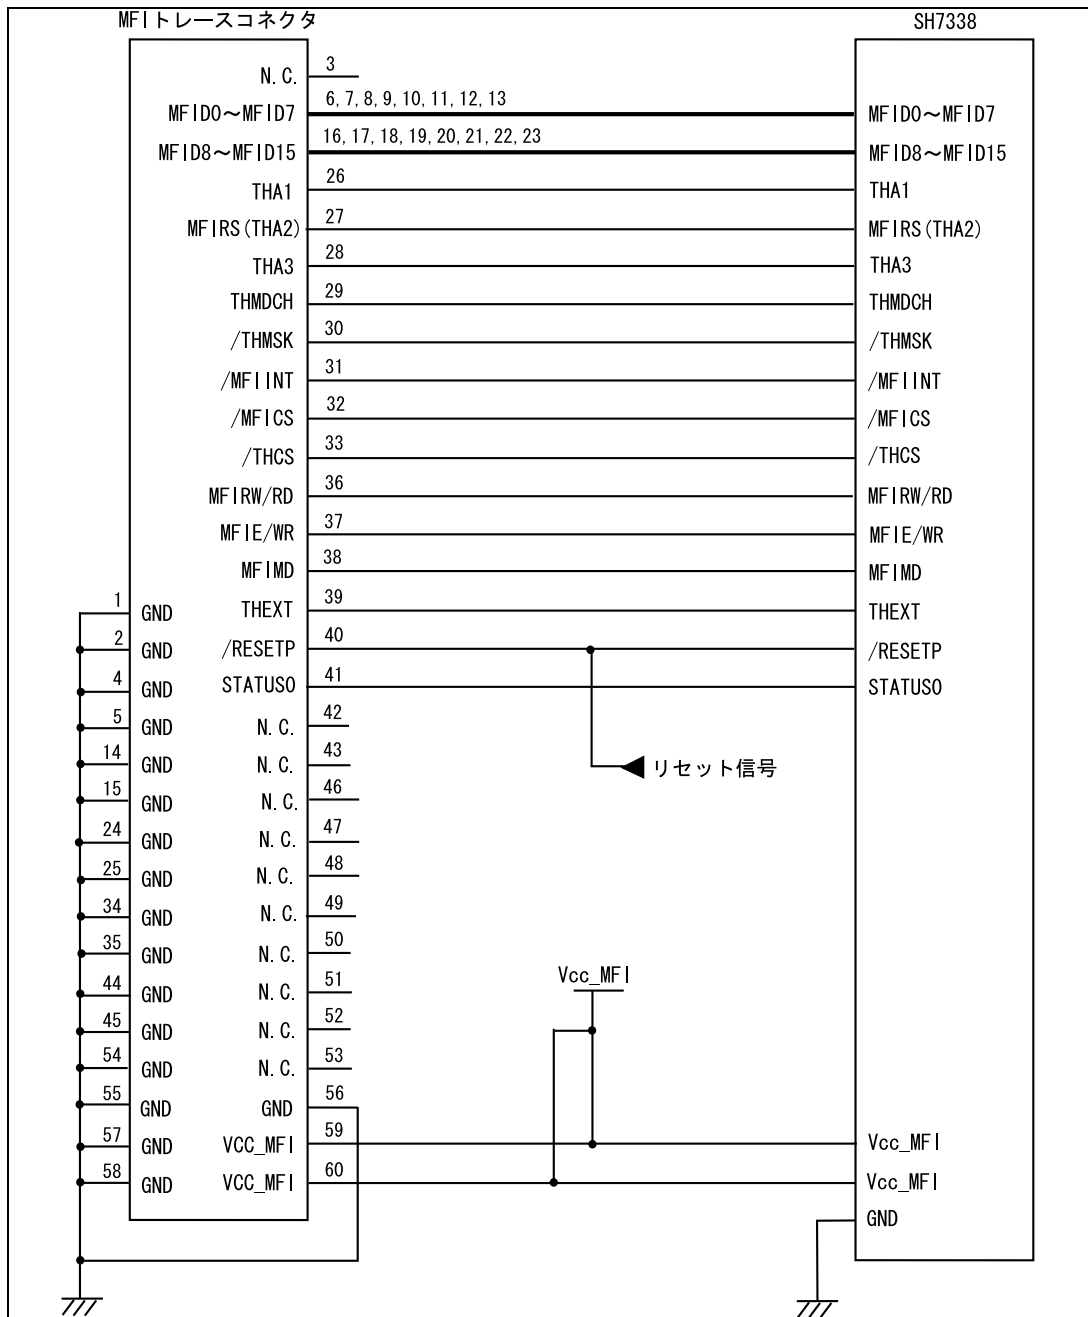 MFIトレースコネクタ SH7338
N.C. 3
MFID0～MFID7 6, 7, 8, 9, 10, 11, 12, 13 MFID0～MFID7
MFID8～MFID15 16, 17, 18, 19, 20, 21, 22, 23 MFID8～MFID15
THA1 26 THA1
MFIRS(THA2) 27 MFIRS(THA2)
THA3 28 THA3
THMDCH 29 THMDCH
/THMSK 30 /THMSK
/MFIINT 31 /MFIINT
/MFICS 32 /MFICS
/THCS 33 /THCS
MFIRW/RD 36 MFIRW/RD
MFIE/WR 37 MFIE/WR
MFIMD 38 MFIMD
1 GND THEXT 39 THEXT
2 GND /RESETP 40 /RESETP
4 GND STATUS0 41 STATUS0
5 GND N.C. 42
14 GND N.C. 43 リセット信号
15 GND N.C. 46
24 GND N.C. 47
25 GND N.C. 48
34 GND N.C. 49
35 GND N.C. 50
44 GND N.C. 51 Vcc_MFI
45 GND N.C. 52
54 GND N.C. 53
55 GND GND 56
57 GND VCC_MFI 59 Vcc_MFI
58 GND VCC_MFI 60 Vcc_MFI
GND